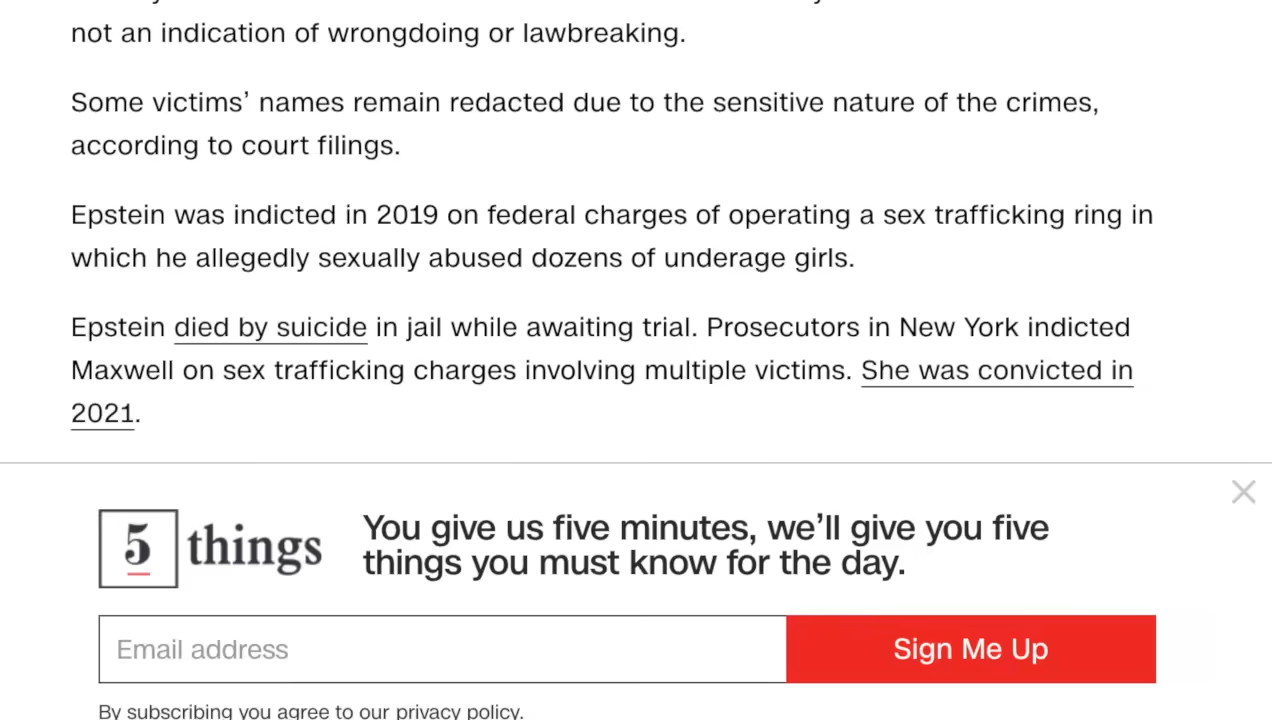 not an indication of wrongdoing or lawbreaking.
Some victims’ names remain redacted due to the sensitive nature of the crimes,
according to court filings.
Epstein was indicted in 2019 on federal charges of operating a sex trafficking ring in
which he allegedly sexually abused dozens of underage girls.
Epstein died by suicide in jail while awaiting trial. Prosecutors in New York indicted
Maxwell on sex trafficking charges involving multiple victims. She was convicted in
2021.
5 things
You give us five minutes, we’ll give you five
things you must know for the day.
Email address
Sign Me Up
By subscribing you agree to our privacy policy.